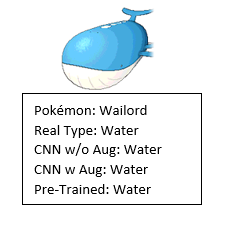 Pokémon: Wailord
Real Type: Water
CNN w/o Aug: Water
CNN w Aug: Water
Pre-Trained: Water